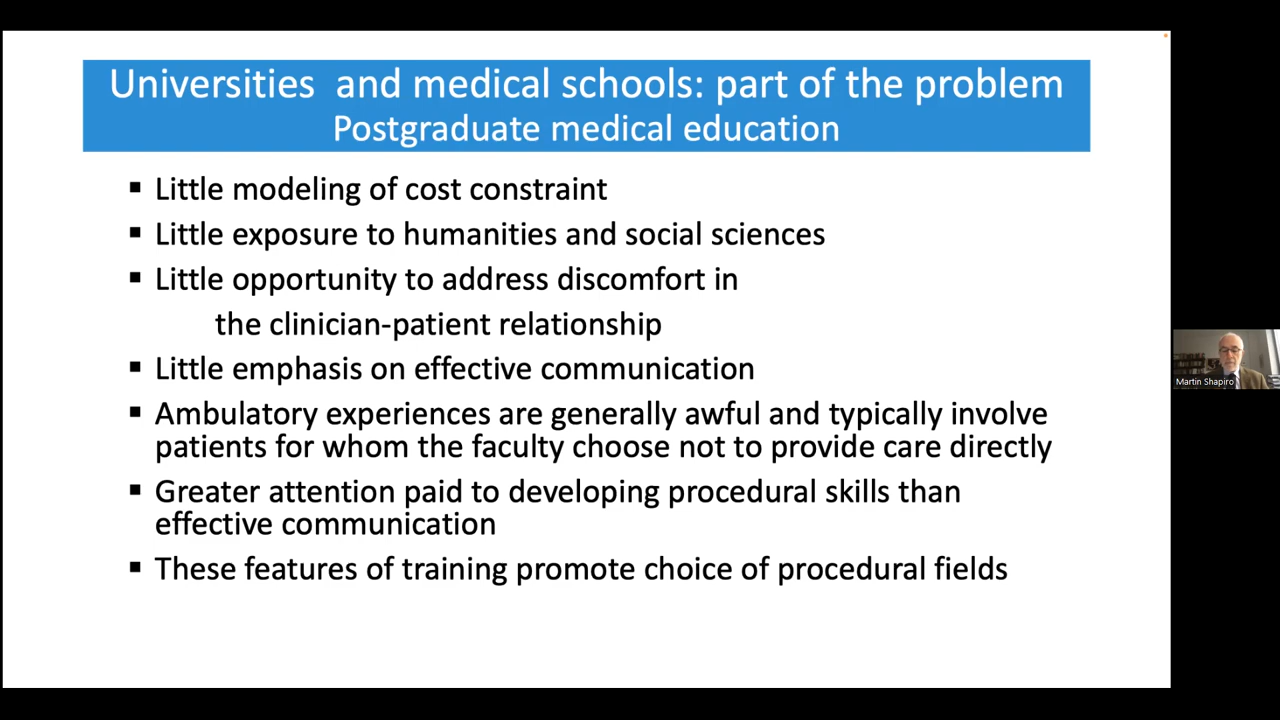 Universities and medical schools: part of the problem
Postgraduate medical education
▪ Little modeling of cost constraint
▪ Little exposure to humanities and social sciences
▪ Little opportunity to address discomfort in
the clinician-patient relationship
▪ Little emphasis on effective communication
▪ Ambulatory experiences are generally awful and typically involve
patients for whom the faculty choose not to provide care directly
▪ Greater attention paid to developing procedural skills than
effective communication
▪ These features of training promote choice of procedural fields
Martin Shapiro